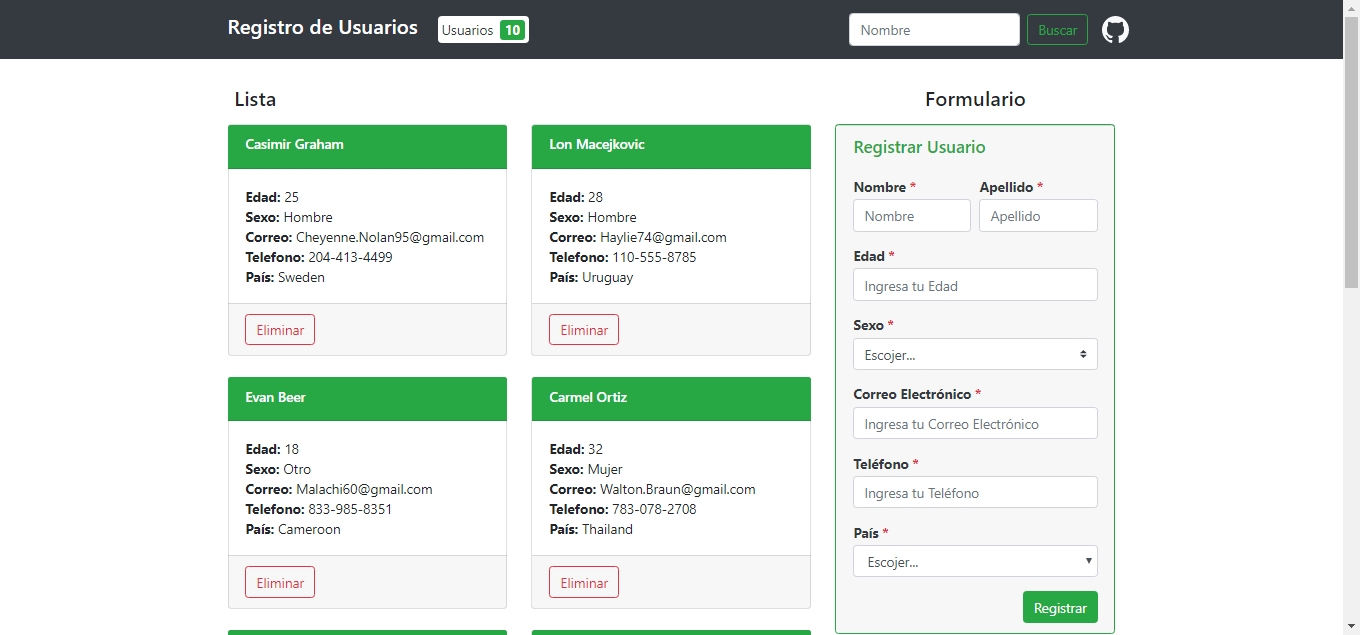 Registro de Usuarios
Usuarios 10
Nombre
Buscar
Lista
Casimir Graham
Edad: 25
Sexo: Hombre
Correo: Cheyenne.Nolan95@gmail.com
Telefono: 204-413-4499
País: Sweden
Eliminar
Lon Macejkovic
Edad: 28
Sexo: Hombre
Correo: Haylie74@gmail.com
Telefono: 110-555-8785
País: Uruguay
Eliminar
Evan Beer
Edad: 18
Sexo: Otro
Correo: Malachi60@gmail.com
Telefono: 833-985-8351
País: Cameroon
Eliminar
Carmel Ortiz
Edad: 32
Sexo: Mujer
Correo: Walton.Braun@gmail.com
Telefono: 783-078-2708
País: Thailand
Eliminar
Formulario
Registrar Usuario
Nombre * Apellido *
Nombre Apellido
Edad *
Ingresa tu Edad
Sexo *
Escojer...
Correo Electrónico *
Ingresa tu Correo Electrónico
Teléfono *
Ingresa tu Teléfono
País *
Escojer...
Registrar